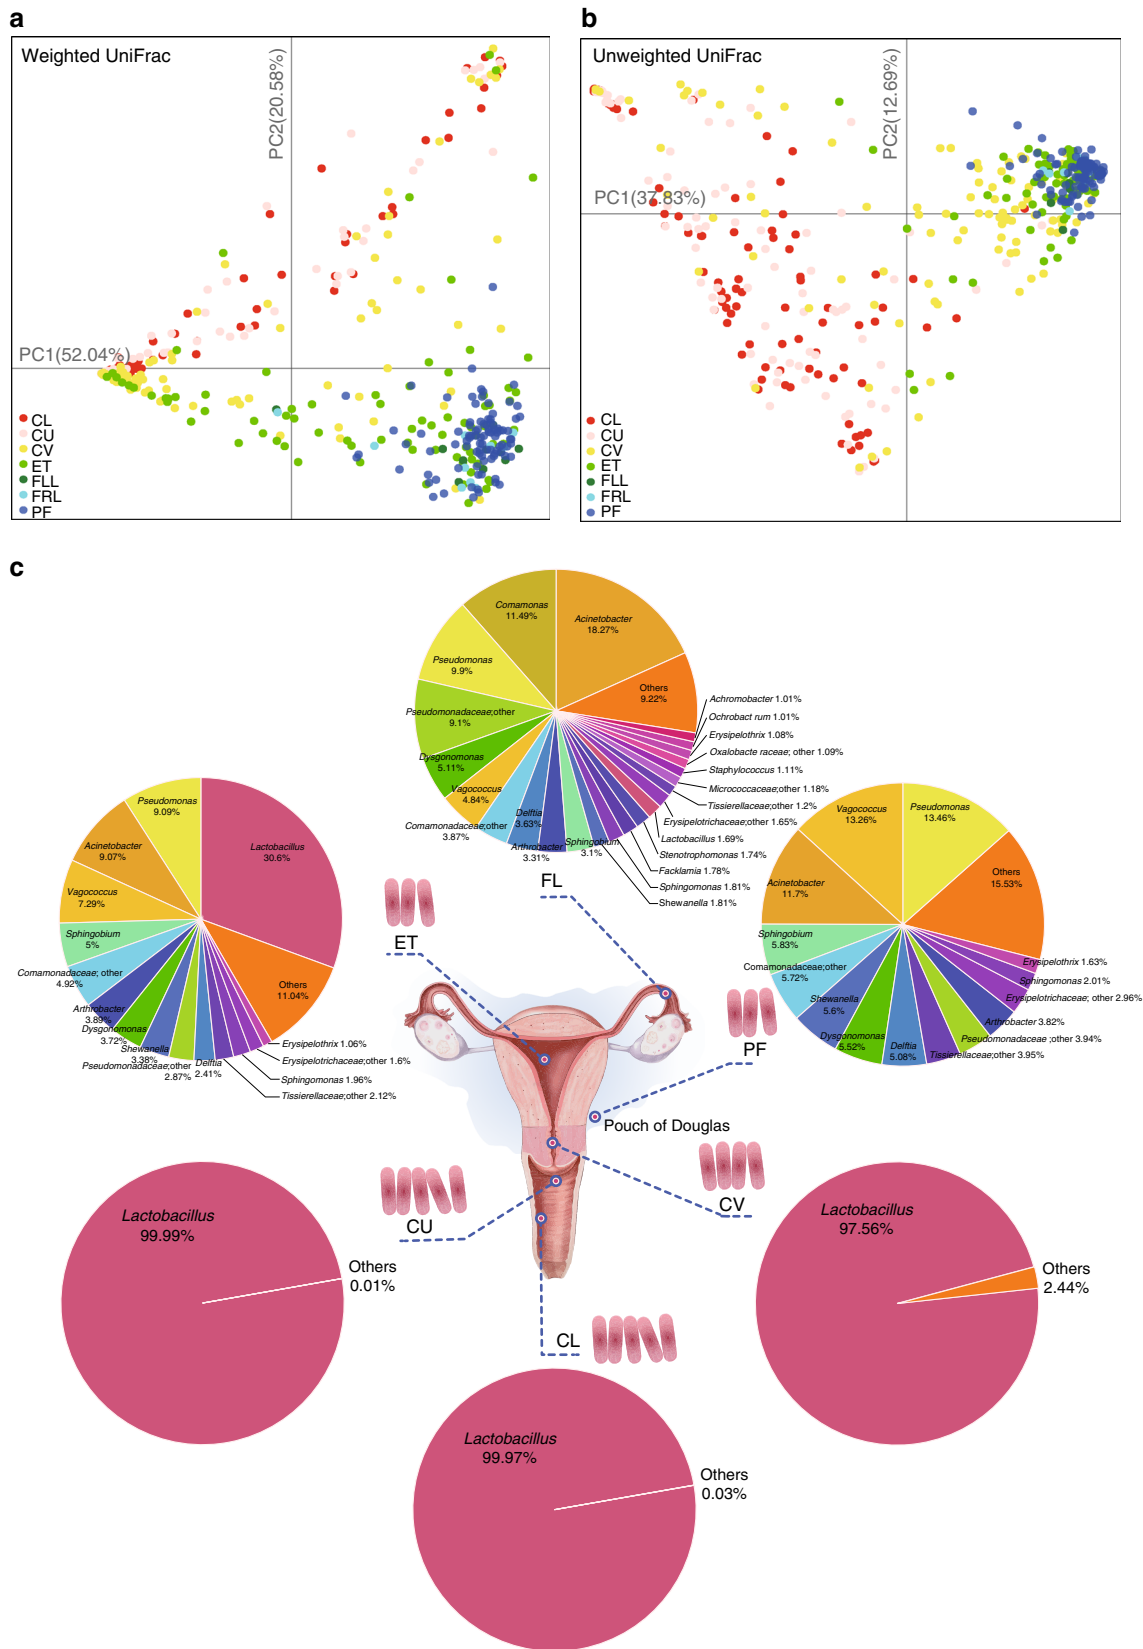 a
Weighted UniFrac
PC2(20.58%)
PC1(52.04%)
CL
CU
CV
ET
FLL
FRL
PF
b
Unweighted UniFrac
PC2(12.69%)
PC1(37.83%)
CL
CU
CV
ET
FLL
FRL
PF
c
Comamonas
11.49%
Acinetobacter
18.27%
Pseudomonas
9.9%
Others
9.22%
Pseudomonadaceae;other
9.1%
Dysgonomonas
5.11%
Vagococcus
4.84%
Comamonadaceae;other
3.87%
Delftia
3.63%
Arthrobacter
3.31%
Sphingobium
3.1%
Achromobacter 1.01%
Ochrobact rum 1.01%
Erysipelothrix 1.08%
Oxalobacte raceae; other 1.09%
Staphylococcus 1.11%
Micrococcaceae;other 1.18%
Tissierellaceae;other 1.2%
Erysipelotrichaceae;other 1.65%
Lactobacillus 1.69%
Stenotrophomonas 1.74%
Facklamia 1.78%
Sphingomonas 1.81%
Shewanella 1.81%
FL
Pseudomonas
9.09%
Lactobacillus
30.6%
Acinetobacter
9.07%
Vagococcus
7.29%
Sphingobium
5%
Comamonadaceae; other
4.92%
Arthrobacter
3.89%
Dysgonomonas
3.72%
Shewanella
3.38%
Pseudomonadaceae;other
2.87%
Delftia
2.41%
Others
11.04%
Erysipelothrix 1.06%
Erysipelotrichaceae;other 1.6%
Sphingomonas 1.96%
Tissierellaceae;other 2.12%
ET
Vagococcus
13.26%
Pseudomonas
13.46%
Acinetobacter
11.7%
Others
15.53%
Sphingobium
5.83%
Comamonadaceae;other
5.72%
Shewanella
5.6%
Dysgonomonas
5.52%
Delftia
5.08%
Erysipelothrix 1.63%
Sphingomonas 2.01%
Erysipelotrichaceae; other 2.96%
Arthrobacter 3.82%
Pseudomonadaceae ;other 3.94%
Tissierellaceae;other 3.95%
PF
Pouch of Douglas
CU
CV
CL
Lactobacillus
99.99%
Others
0.01%
Lactobacillus
97.56%
Others
2.44%
Lactobacillus
99.97%
Others
0.03%